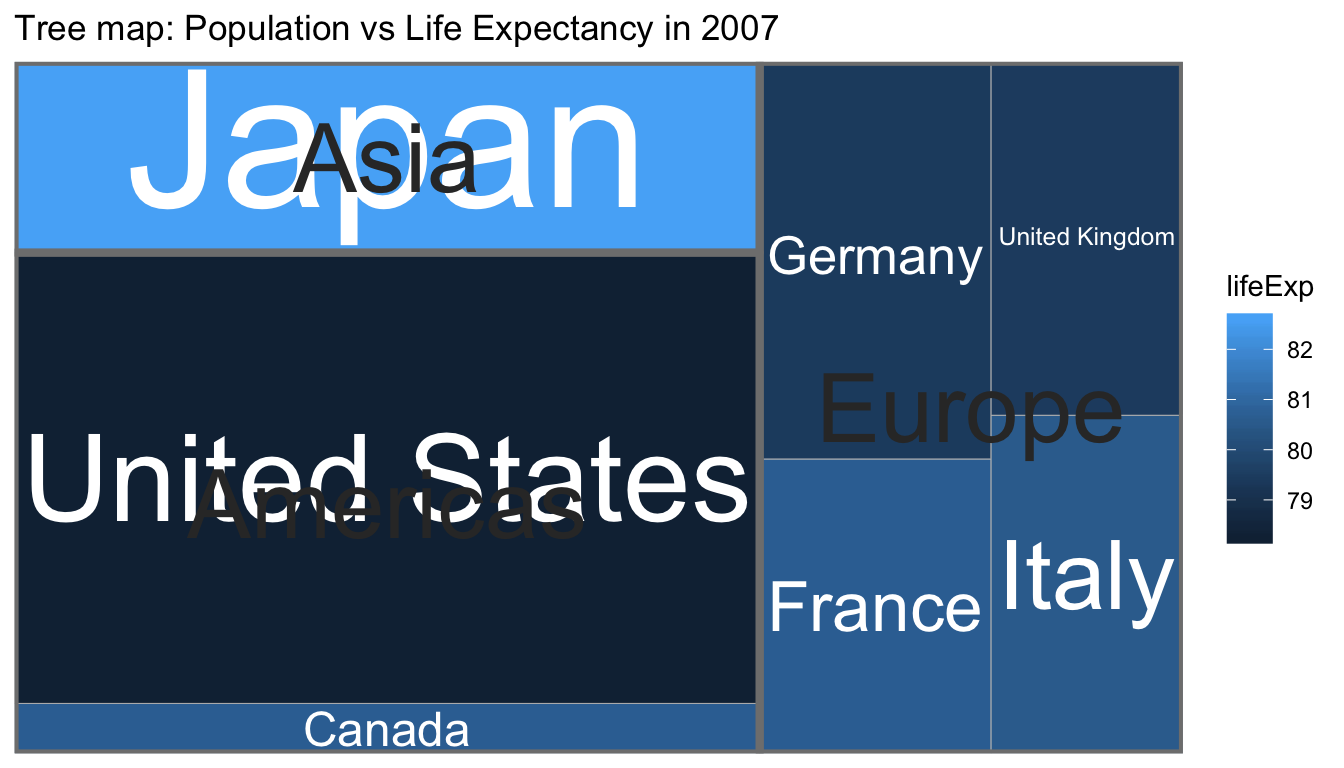 Tree map: Population vs Life Expectancy in 2007
Japan
Asia
United States
Americas
Canada
Germany
United Kingdom
Europe
France
Italy
lifeExp
82
81
80
79